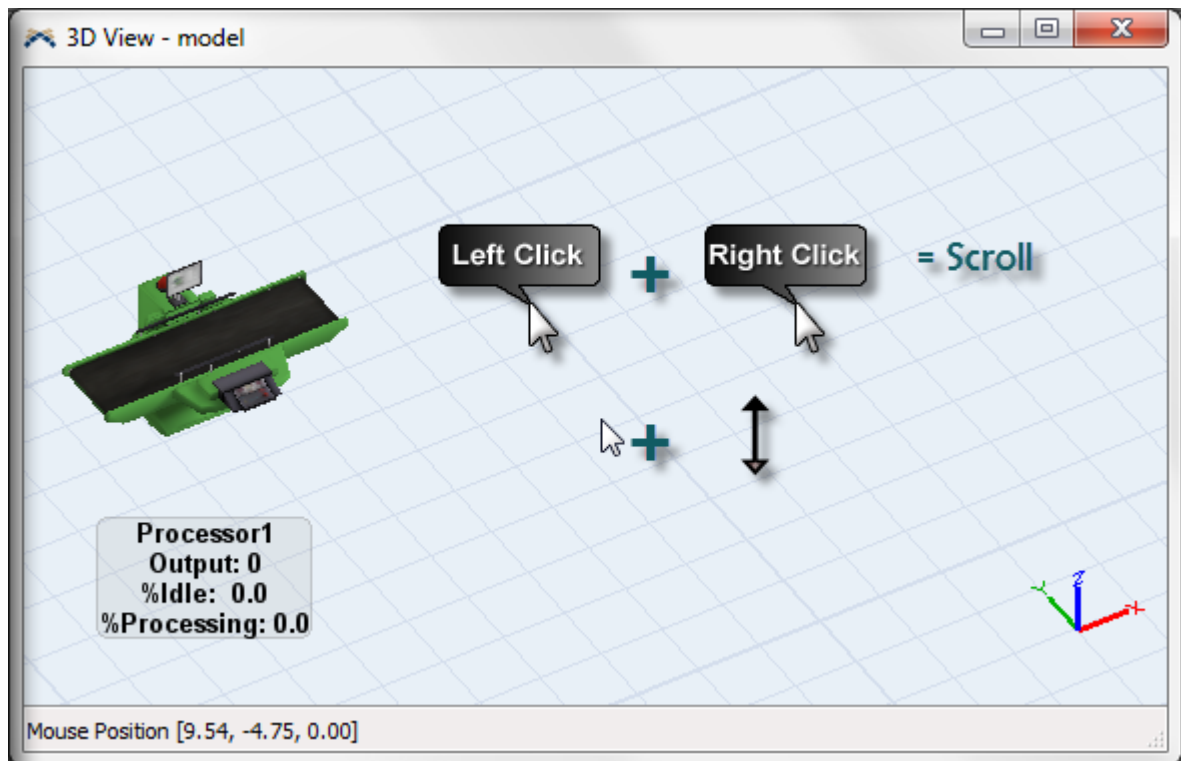 3D View - model
Left Click + Right Click = Scroll
+
Processor1
Output: 0
%Idle: 0.0
%Processing: 0.0
Y Z X
Mouse Position [9.54, -4.75, 0.00]